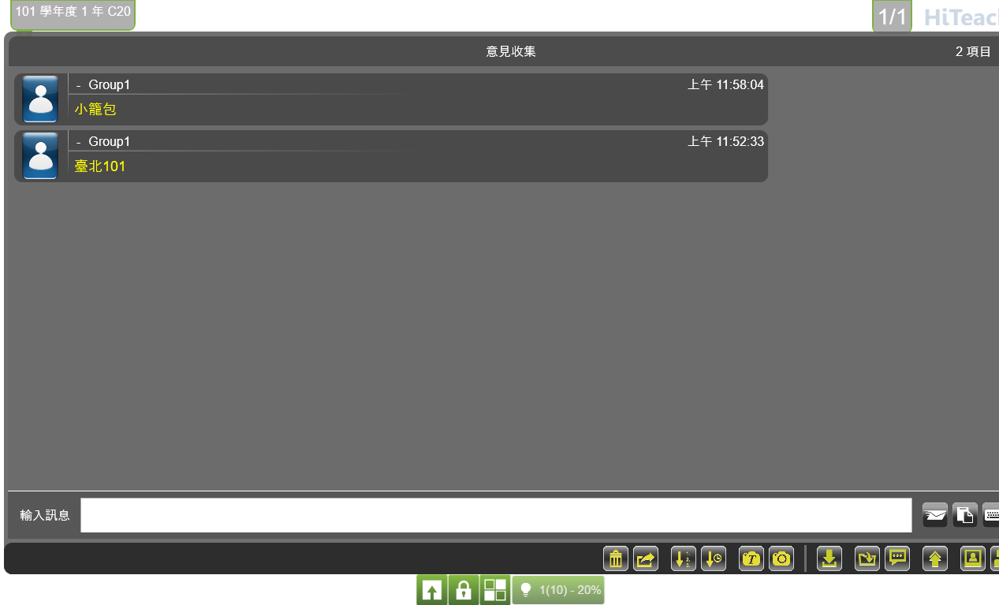 101 學年度 1 年 C20
1/1
意見收集
2 項目
- Group1
上午 11:58:04
小籠包
- Group1
上午 11:52:33
臺北101
輸入訊息
1(10) - 20%